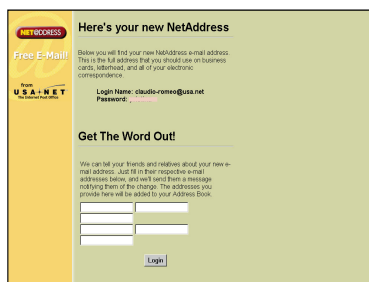 NET@DDRESS
Free E-Mail!
from
USA•NET
The Internet Post Office
Here's your new NetAddress
Below you will find your new NetAddress e-mail address.
This is the full address that you should use on business
cards, letterhead, and all of your electronic
correspondence.
Login Name: claudio-romeo@usa.net
Password:
Get The Word Out!
We can tell your friends and relatives about your new e-
mail address. Just fill in their respective e-mail
addresses below, and we'll send them a message
notifying them of the change. The addresses you
provide here will be added to your Address Book.
Login